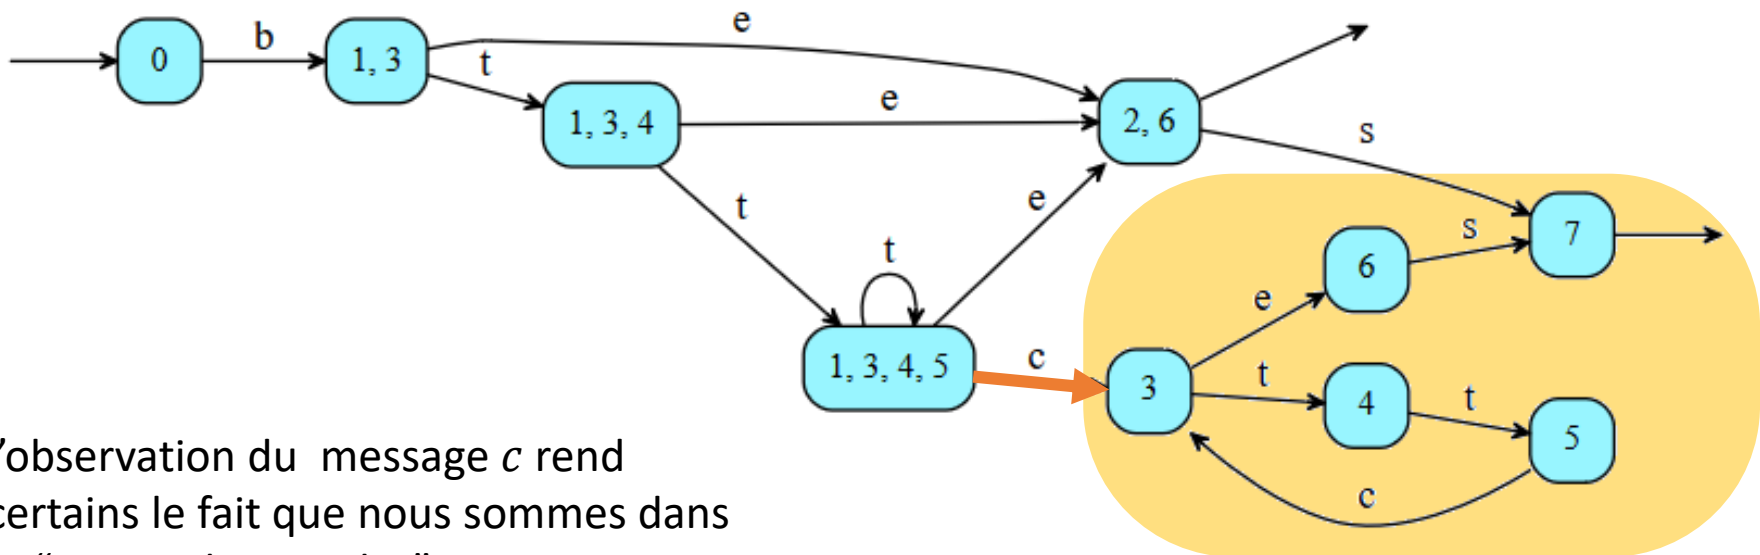 e
b
0
1, 3
t
e
1, 3, 4
2, 6
s
t
e
7
s
t
6
e
1, 3, 4, 5
c
3
t
4
t
5
c
’observation du message c rend
certains le fait que nous sommes dans